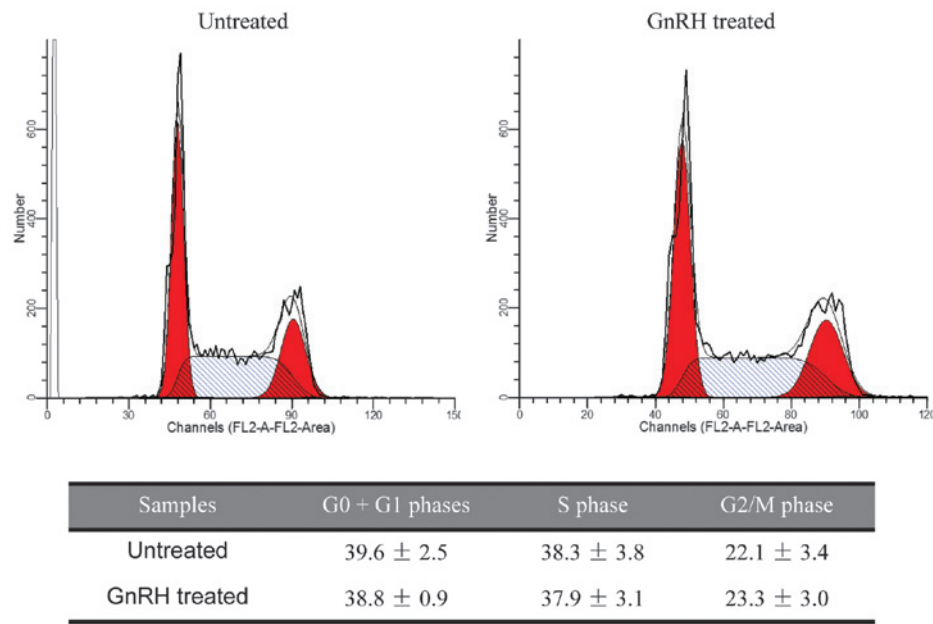 Untreated
GnRH treated
Number
600
400
200
0
0 30 60 90 120 150
Channels (FL2-A-FL2-Area)
Number
600
400
200
0
0 20 40 60 80 100 120
Channels (FL2-A-FL2-Area)
Samples G0 + G1 phases S phase G2/M phase
Untreated 39.6 ± 2.5 38.3 ± 3.8 22.1 ± 3.4
GnRH treated 38.8 ± 0.9 37.9 ± 3.1 23.3 ± 3.0